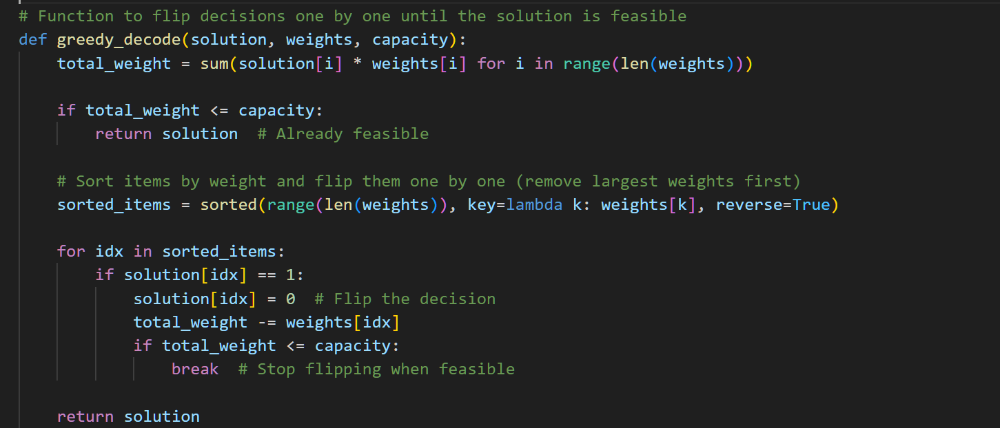 # Function to flip decisions one by one until the solution is feasible
def greedy_decode(solution, weights, capacity):
    total_weight = sum(solution[i] * weights[i] for i in range(len(weights)))
    if total_weight <= capacity:
        return solution  # Already feasible
    # Sort items by weight and flip them one by one (remove largest weights first)
    sorted_items = sorted(range(len(weights)), key=lambda k: weights[k], reverse=True)
    for idx in sorted_items:
        if solution[idx] == 1:
            solution[idx] = 0  # Flip the decision
            total_weight -= weights[idx]
            if total_weight <= capacity:
                break  # Stop flipping when feasible
    return solution